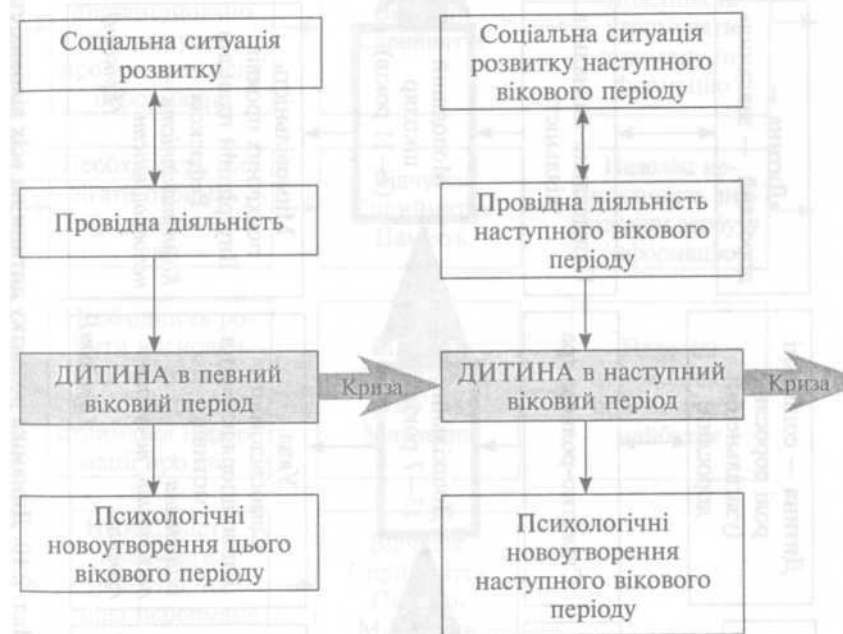 Соціальна ситуація
розвитку
Провідна діяльність
ДИТИНА в певний
віковий період
Криза
Психологічні
новоутворення цього
вікового періоду
Соціальна ситуація
розвитку наступного
вікового періоду
Провідна діяльність
наступного вікового
періоду
ДИТИНА в наступний
віковий період
Криза
Психологічні
новоутворення
наступного вікового
періоду